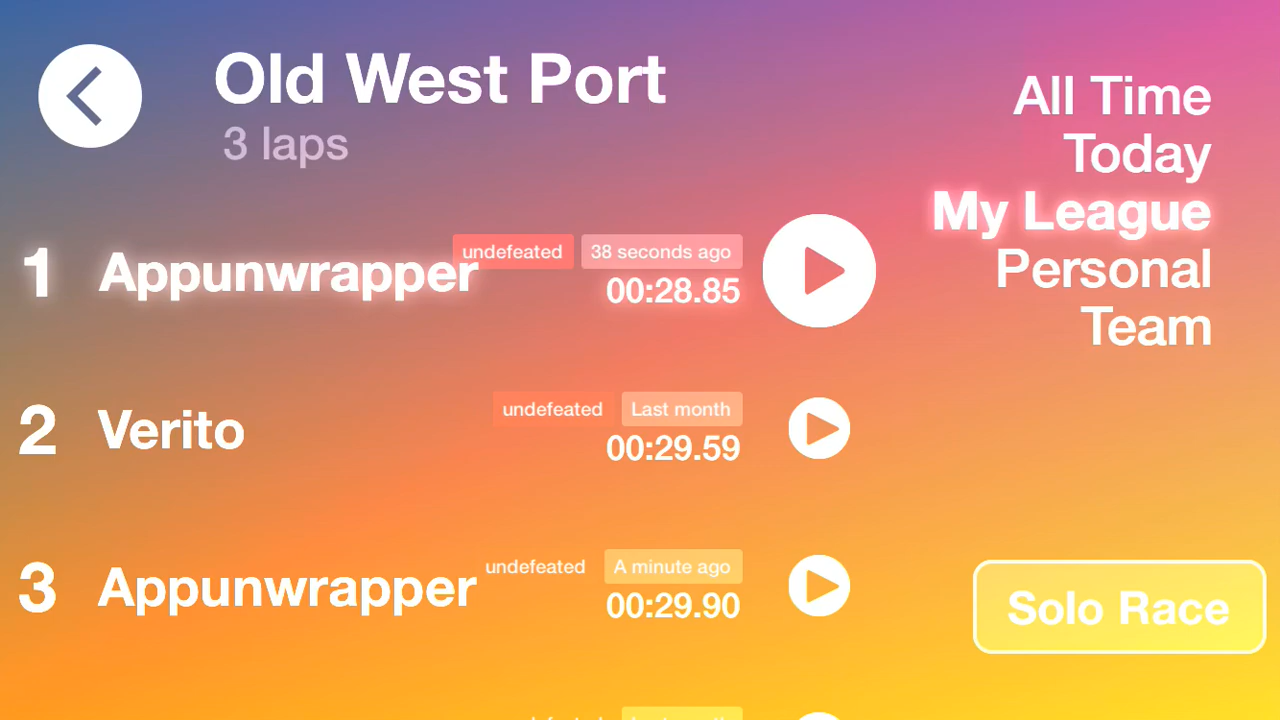 Old West Port
3 laps
All Time
Today
My League
Personal
Team
1 Appunwrapper undefeated 38 seconds ago
00:28.85
2 Verito undefeated Last month
00:29.59
3 Appunwrapper undefeated A minute ago
00:29.90
Solo Race